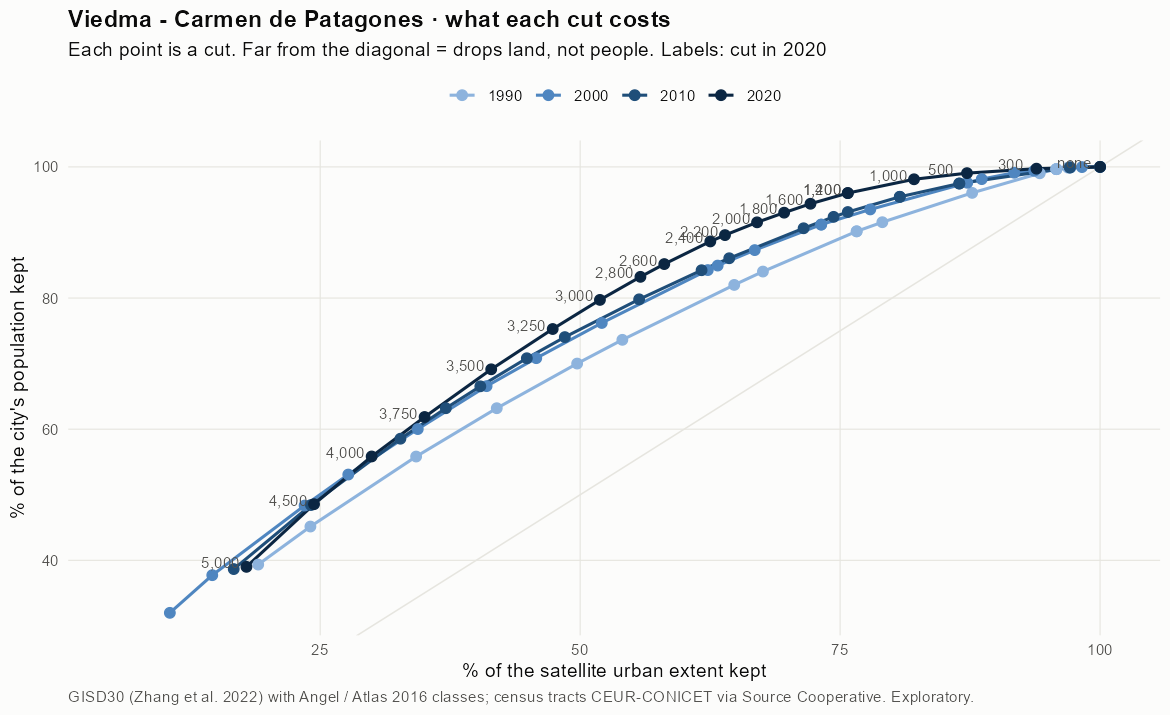 Viedma - Carmen de Patagones · what each cut costs
Each point is a cut. Far from the diagonal = drops land, not people. Labels: cut in 2020
1990 2000 2010 2020
% of the city's population kept
100
80
60
40
none
300
500
1,000
1,200
1,600
1,800
2,000
2,200
2,400
2,600
2,800
3,000
3,250
3,500
3,750
4,000
4,500
5,000
25 50 75 100
% of the satellite urban extent kept
GISD30 (Zhang et al. 2022) with Angel / Atlas 2016 classes; census tracts CEUR-CONICET via Source Cooperative. Exploratory.